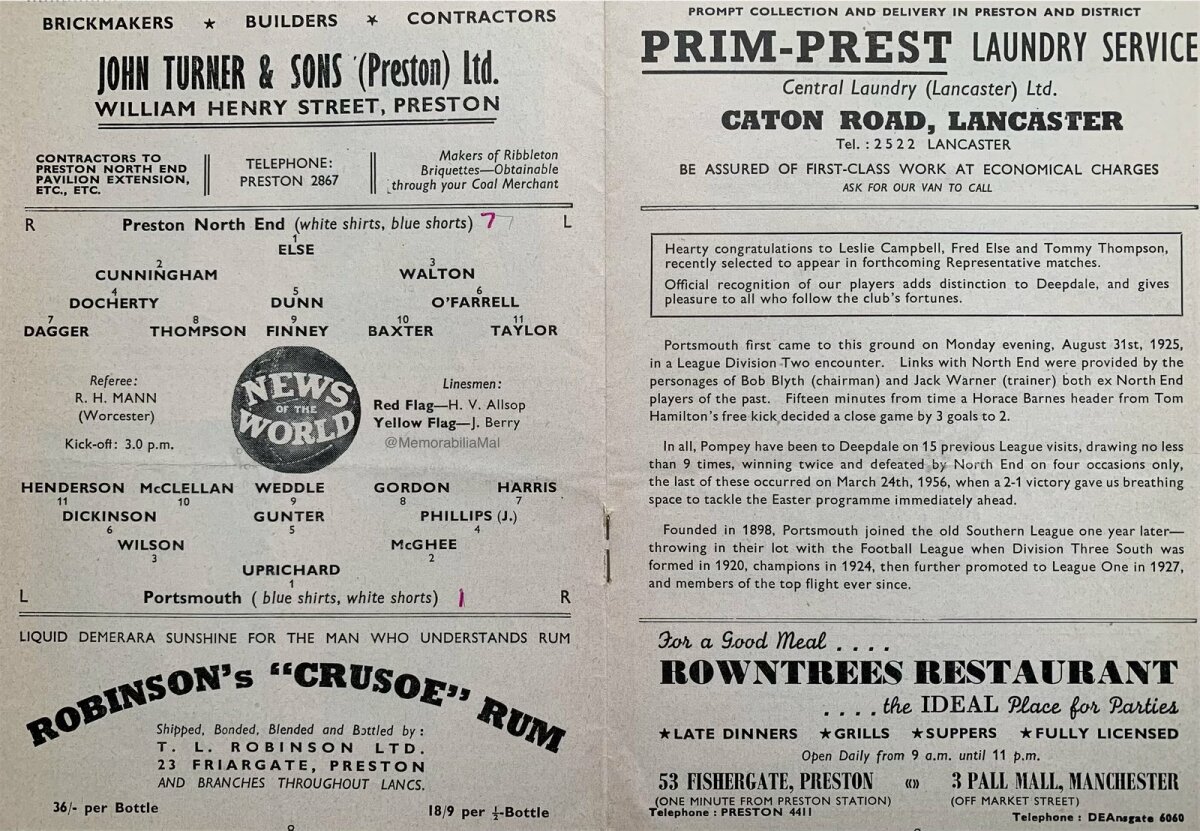 BRICKMAKERS ★ BUILDERS ★ CONTRACTORS
JOHN TURNER & SONS (Preston) Ltd.
WILLIAM HENRY STREET, PRESTON
CONTRACTORS TO
PRESTON NORTH END
PAVILION EXTENSION,
ETC., ETC.
TELEPHONE:
PRESTON 2867
Makers of Ribbleton
Briquettes—Obtainable
through your Coal Merchant
R Preston North End (white shirts, blue shorts) 7 L
1
ELSE
2 3
CUNNINGHAM WALTON
4 5 6
DOCHERTY DUNN O'FARRELL
7 8 9 10 11
DAGGER THOMPSON FINNEY BAXTER TAYLOR
Referee:
R. H. MANN
(Worcester)
Kick-off: 3.0 p.m.
NEWS
OF THE
WORLD
Linesmen:
Red Flag—H. V. Allsop
Yellow Flag—J. Berry
@MemorabiliaMal
HENDERSON McCLELLAN WEDDLE GORDON HARRIS
11 10 9 8 7
DICKINSON GUNTER PHILLIPS (J.)
6 5 4
WILSON McGHEE
3 2
UPRICHARD
1
L Portsmouth ( blue shirts, white shorts) 1 R
LIQUID DEMERARA SUNSHINE FOR THE MAN WHO UNDERSTANDS RUM
ROBINSON's "CRUSOE" RUM
Shipped, Bonded, Blended and Bottled by:
T. L. ROBINSON LTD.
23 FRIARGATE, PRESTON
AND BRANCHES THROUGHOUT LANCS.
36/- per Bottle 18/9 per ½-Bottle
PROMPT COLLECTION AND DELIVERY IN PRESTON AND DISTRICT
PRIM-PREST LAUNDRY SERVICE
Central Laundry (Lancaster) Ltd.
CATON ROAD, LANCASTER
Tel. : 2522 LANCASTER
BE ASSURED OF FIRST-CLASS WORK AT ECONOMICAL CHARGES
ASK FOR OUR VAN TO CALL
Hearty congratulations to Leslie Campbell, Fred Else and Tommy Thompson,
recently selected to appear in forthcoming Representative matches.
Official recognition of our players adds distinction to Deepdale, and gives
pleasure to all who follow the club's fortunes.
Portsmouth first came to this ground on Monday evening, August 31st, 1925,
in a League Division Two encounter. Links with North End were provided by the
personages of Bob Blyth (chairman) and Jack Warner (trainer) both ex North End
players of the past. Fifteen minutes from time a Horace Barnes header from Tom
Hamilton's free kick decided a close game by 3 goals to 2.
In all, Pompey have been to Deepdale on 15 previous League visits, drawing no less
than 9 times, winning twice and defeated by North End on four occasions only,
the last of these occurred on March 24th, 1956, when a 2-1 victory gave us breathing
space to tackle the Easter programme immediately ahead.
Founded in 1898, Portsmouth joined the old Southern League one year later—
throwing in their lot with the Football League when Division Three South was
formed in 1920, champions in 1924, then further promoted to League One in 1927,
and members of the top flight ever since.
For a Good Meal . . . .
ROWNTREES RESTAURANT
. . . . the IDEAL Place for Parties
★LATE DINNERS ★GRILLS ★SUPPERS ★FULLY LICENSED
Open Daily from 9 a.m. until 11 p.m.
53 FISHERGATE, PRESTON «» 3 PALL MALL, MANCHESTER
(ONE MINUTE FROM PRESTON STATION) (OFF MARKET STREET)
Telephone : PRESTON 4411 Telephone : DEAnsgate 6060